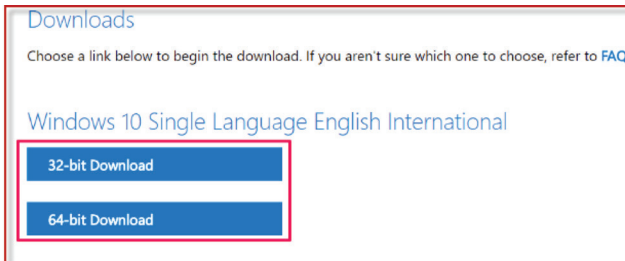 Downloads
Choose a link below to begin the download. If you aren't sure which one to choose, refer to FAQ
Windows 10 Single Language English International
32-bit Download
64-bit Download